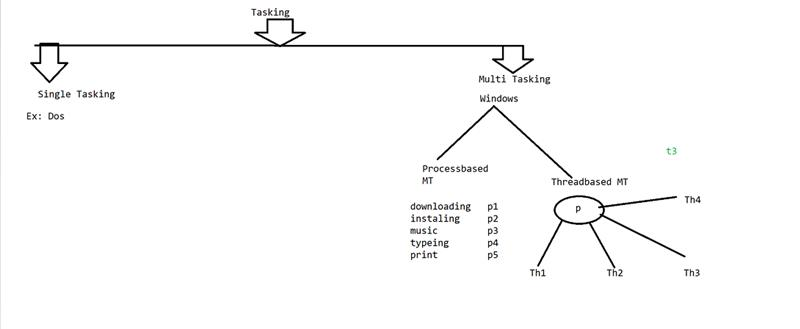 Tasking
Single Tasking
Ex: Dos
Multi Tasking
Windows
Processbased
MT
downloading p1
instaling p2
music p3
typeing p4
print p5
t3
Threadbased MT
p
Th4
Th1
Th2
Th3